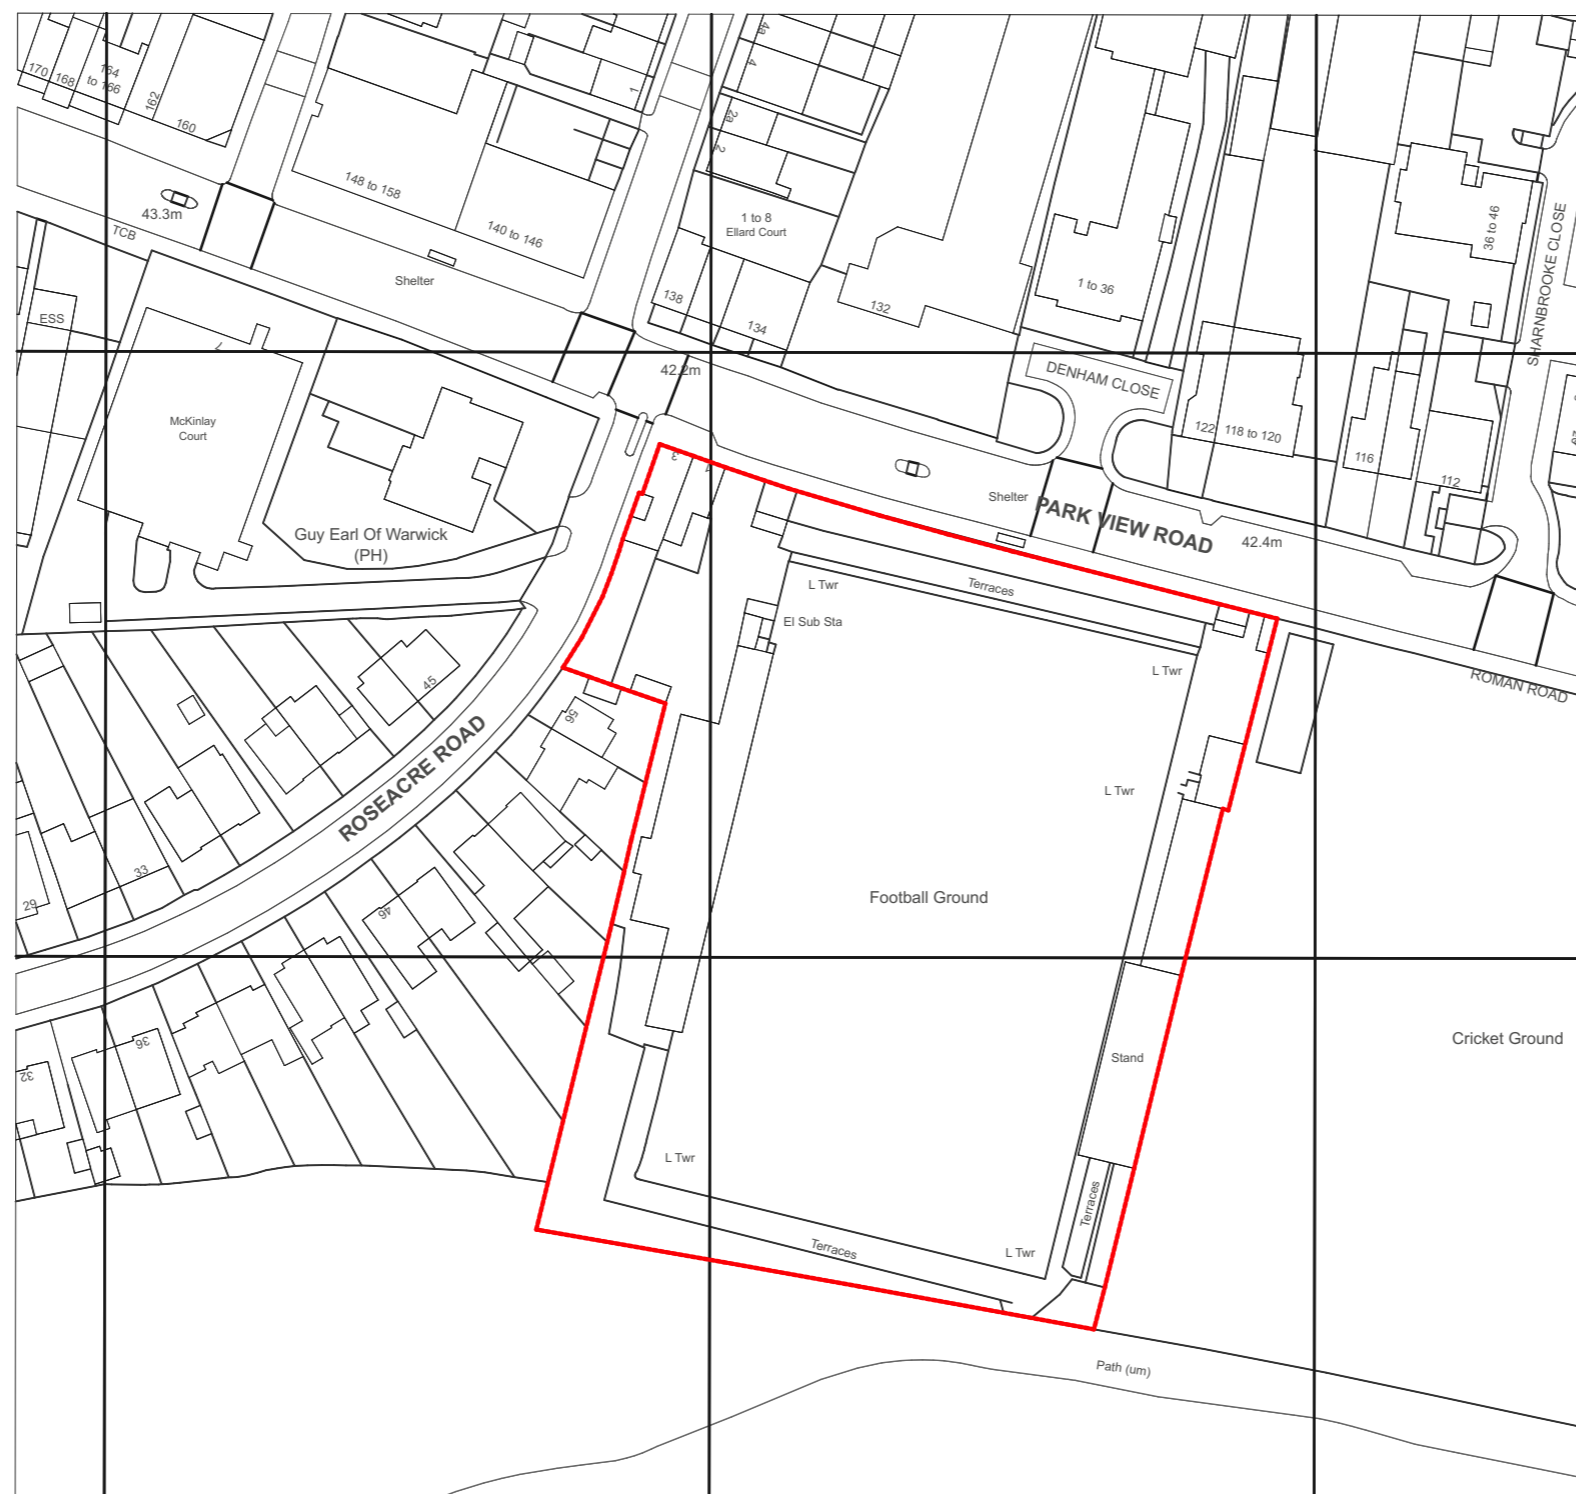 170
168
164
to 166
162
160
43.3m
TCB
148 to 158
140 to 146
Shelter
1
4a
4
2a
2
1 to 8
Ellard Court
138
134
132
1 to 36
36 to 46
SHARNBROOKE CLOSE
ESS
7
McKinlay
Court
42.2m
DENHAM CLOSE
122
118 to 120
116
112
Guy Earl Of Warwick
(PH)
3
Shelter
PARK VIEW ROAD
42.4m
ROMAN ROAD
L Twr
Terraces
El Sub Sta
L Twr
45
56
ROSEACRE ROAD
L Twr
33
29
46
Football Ground
36
32
Cricket Ground
Stand
L Twr
Terraces
Terraces
L Twr
Path (um)